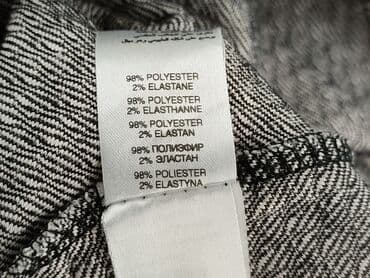 98% POLYESTER
2% ELASTANE
98% POLYESTER
2% ELASTHANNE
98% POLYESTER
2% ELASTAN
98% ПОЛИЭФИР
2% ЭЛАСТАН
98% POLIESTER
2% ELASTYNA